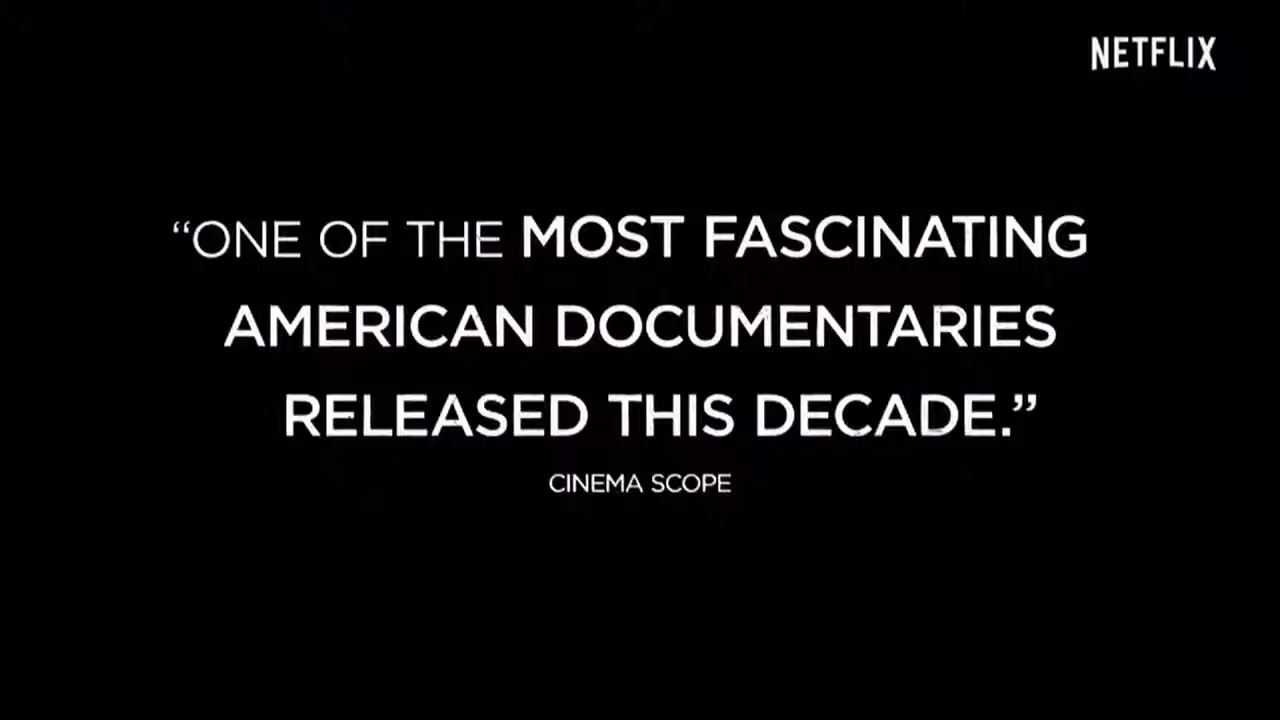 NETFLIX
“ONE OF THE MOST FASCINATING
AMERICAN DOCUMENTARIES
RELEASED THIS DECADE.”
CINEMA SCOPE